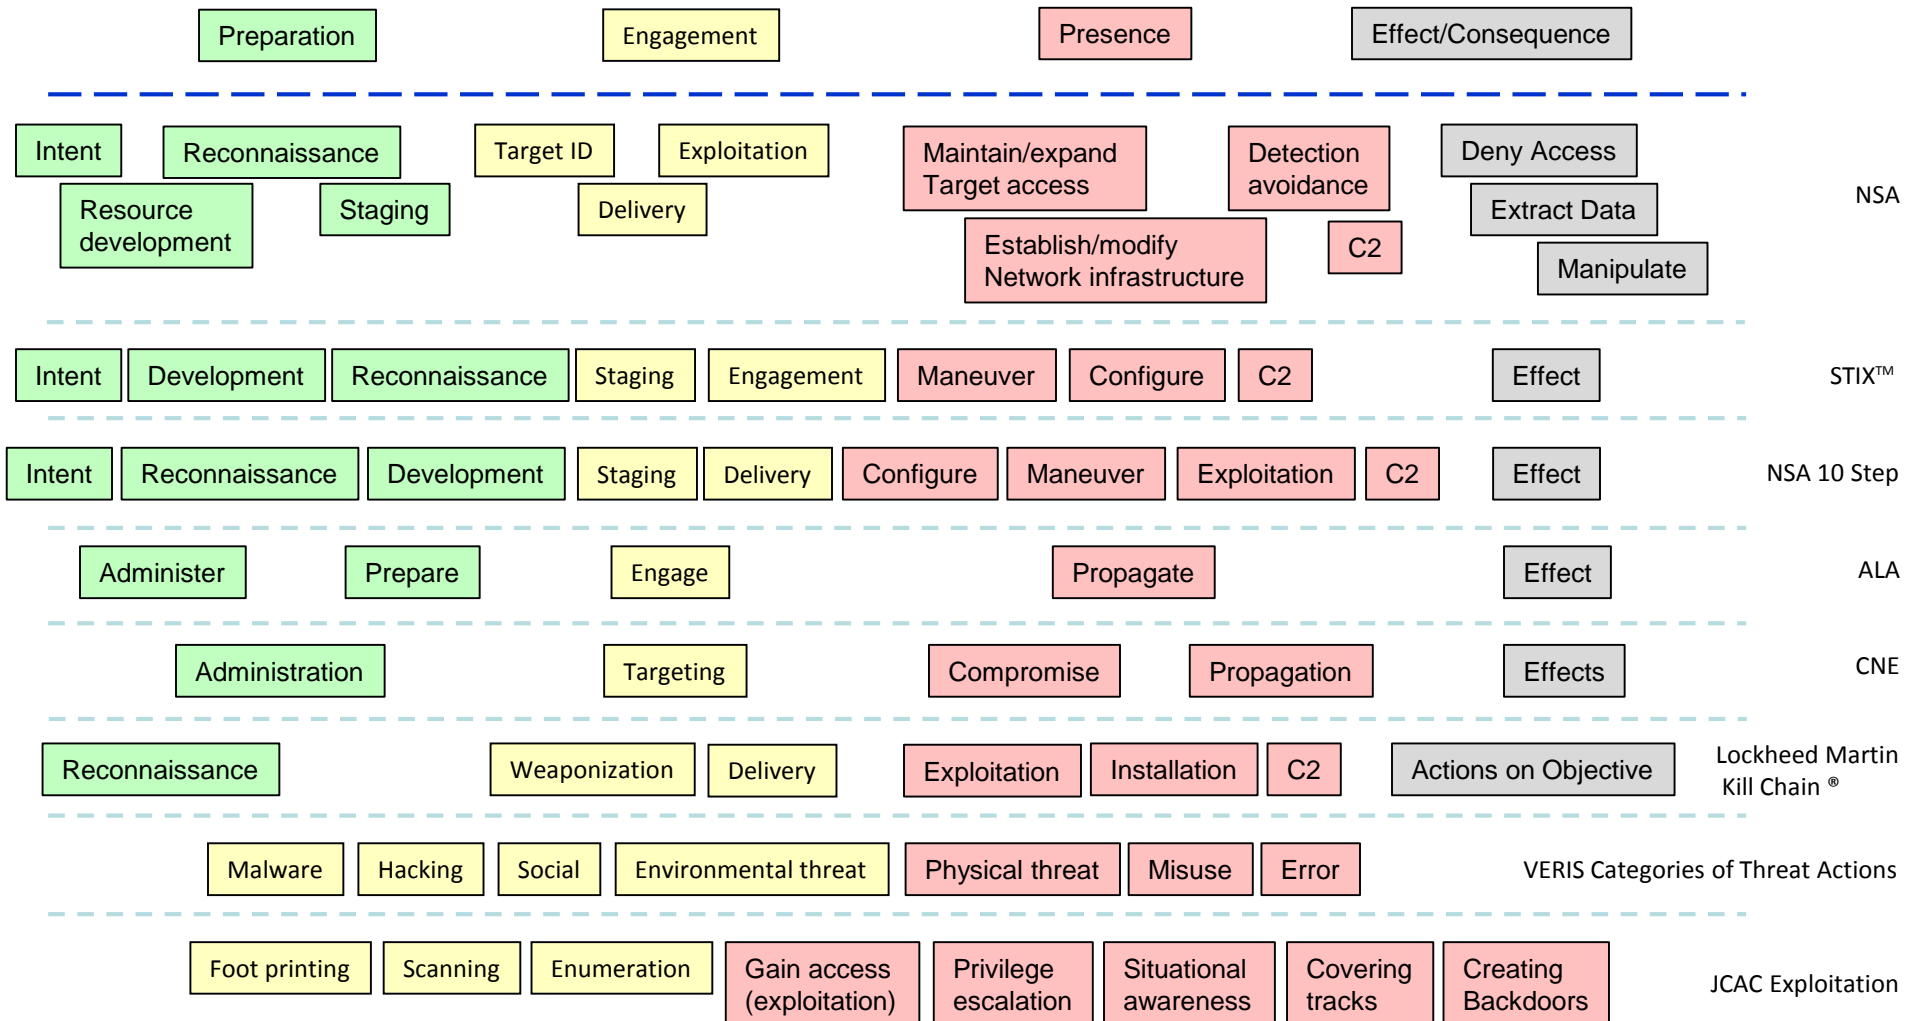 Preparation
Engagement
Presence
Effect/Consequence
Intent
Reconnaissance
Resource
development
Staging
Target ID
Exploitation
Delivery
Maintain/expand
Target access
Detection
avoidance
Establish/modify
Network infrastructure
C2
Deny Access
Extract Data
Manipulate
NSA
Intent
Development
Reconnaissance
Staging
Engagement
Maneuver
Configure
C2
Effect
STIX™
Intent
Reconnaissance
Development
Staging
Delivery
Configure
Maneuver
Exploitation
C2
Effect
NSA 10 Step
Administer
Prepare
Engage
Propagate
Effect
ALA
Administration
Targeting
Compromise
Propagation
Effects
CNE
Reconnaissance
Weaponization
Delivery
Exploitation
Installation
C2
Actions on Objective
Lockheed Martin
Kill Chain ®
Malware
Hacking
Social
Environmental threat
Physical threat
Misuse
Error
VERIS Categories of Threat Actions
Foot printing
Scanning
Enumeration
Gain access
(exploitation)
Privilege
escalation
Situational
awareness
Covering
tracks
Creating
Backdoors
JCAC Exploitation